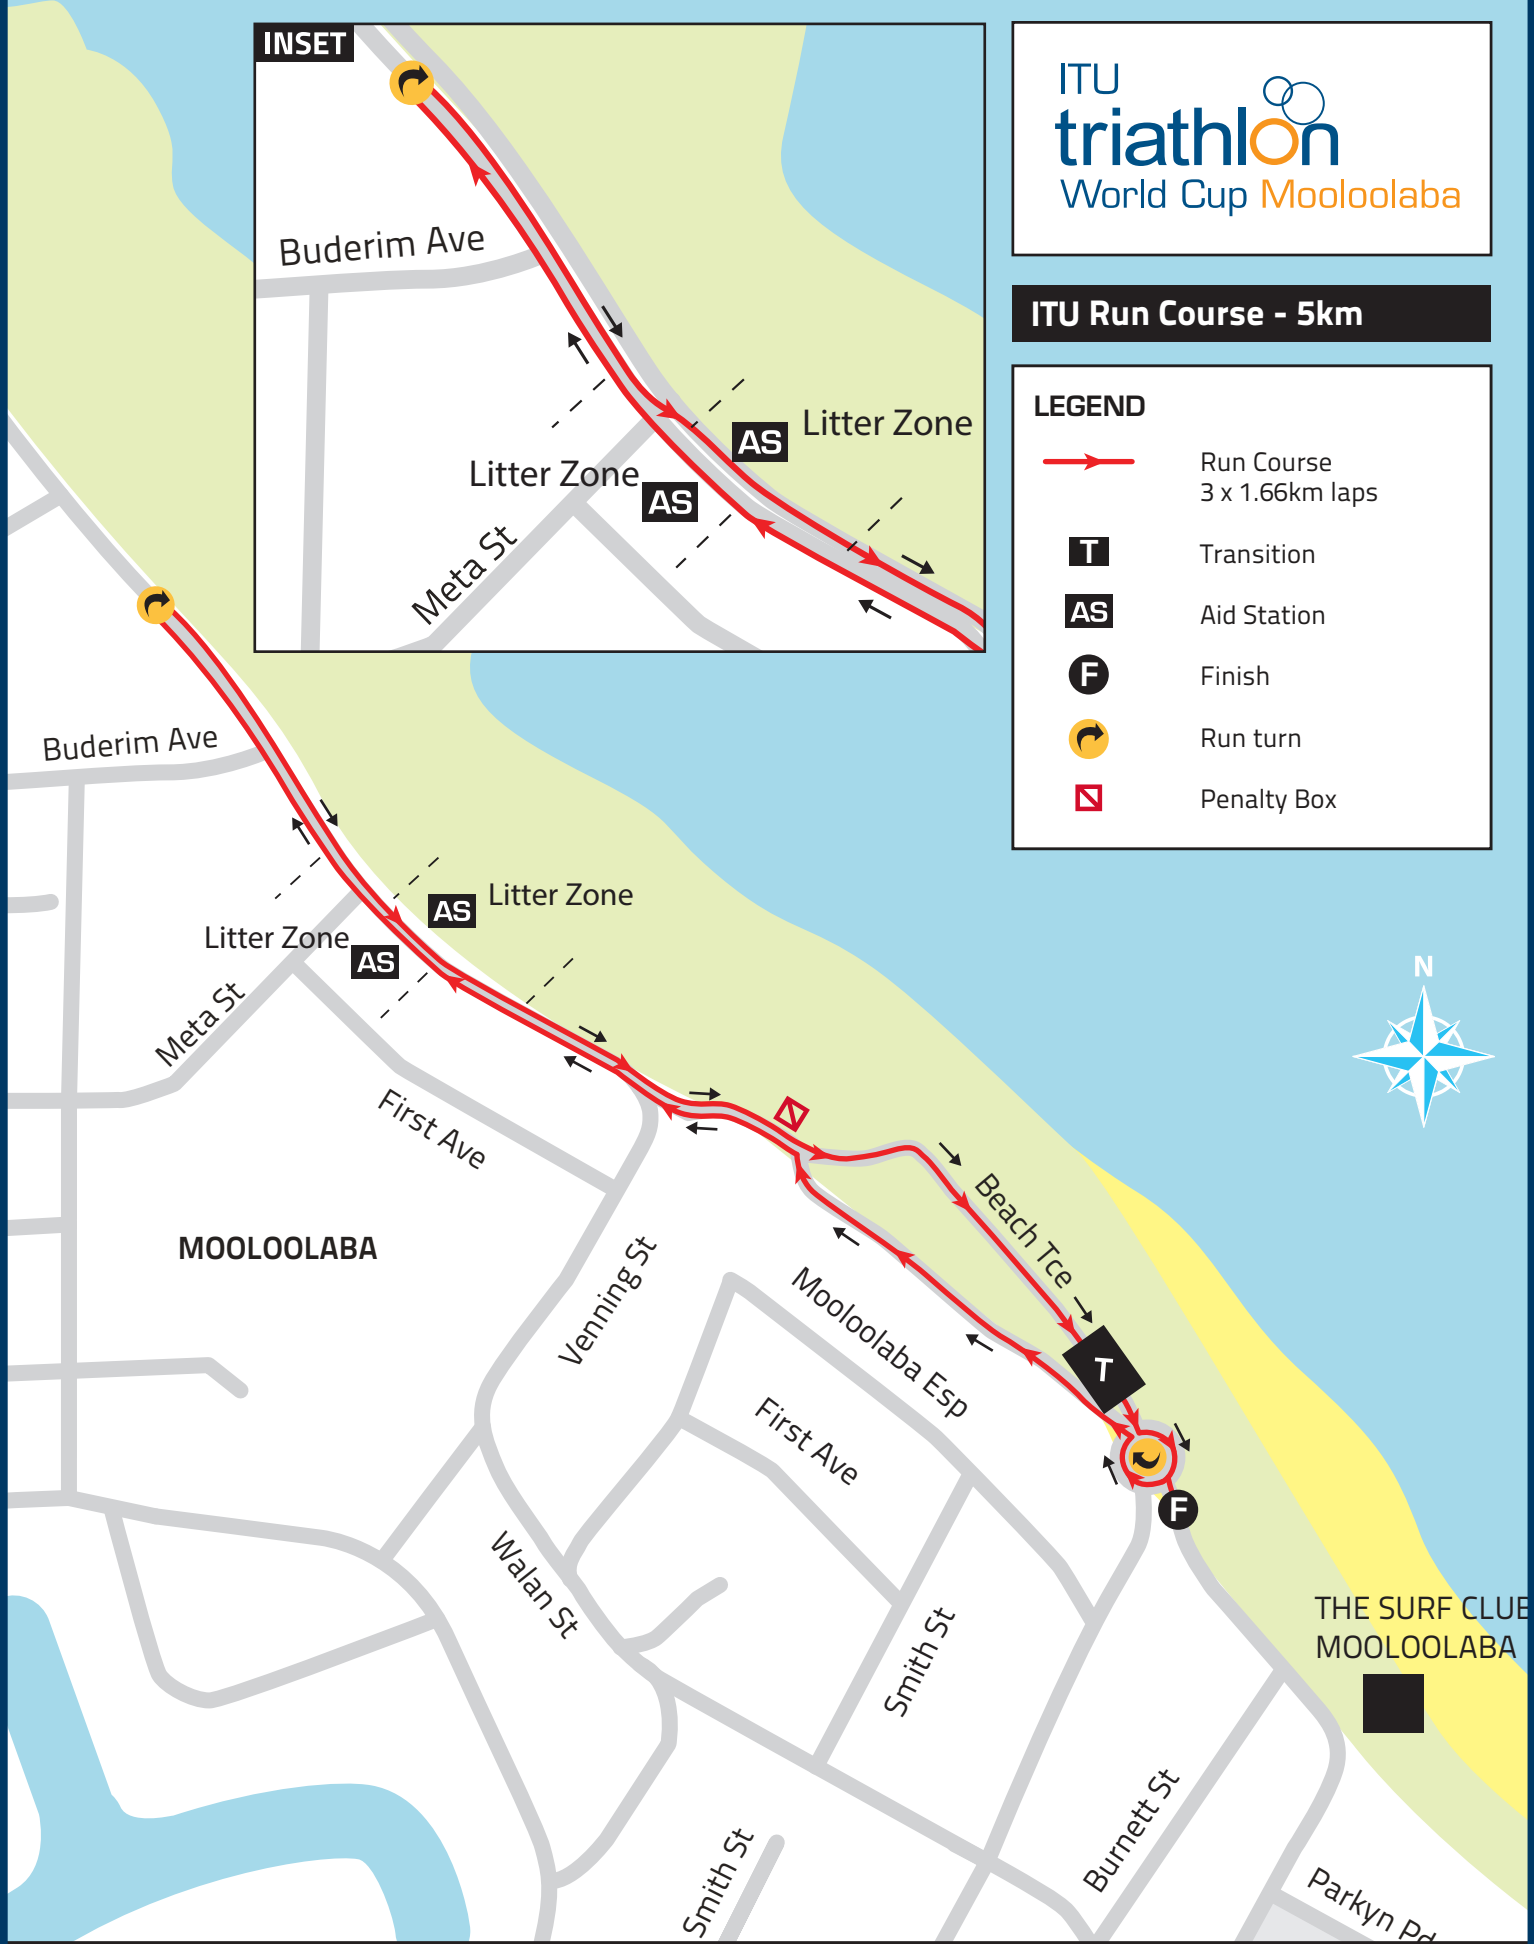 INSET
Buderim Ave
Litter Zone
AS
Litter Zone
AS
Meta St
ITU
triathlon
World Cup Mooloolaba
ITU Run Course - 5km
LEGEND
Run Course
3 x 1.66km laps
T
Transition
AS
Aid Station
F
Finish
Run turn
Penalty Box
Buderim Ave
AS
Litter Zone
Litter Zone
AS
Meta St
First Ave
N
MOOLOOLABA
Beach Tce
Venning St
Mooloolaba Esp
T
First Ave
F
Walan St
Smith St
THE SURF CLUB
MOOLOOLABA
Burnett St
Smith St
Parkyn Pd